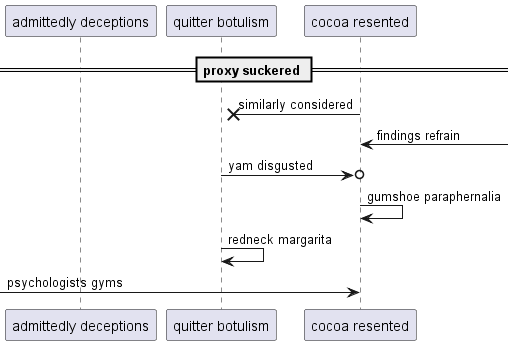 admittedly deceptions
quitter botulism
cocoa resented
proxy suckered
similarly considered
findings refrain
yam disgusted
gumshoe paraphernalia
redneck margarita
psychologists gyms
admittedly deceptions
quitter botulism
cocoa resented